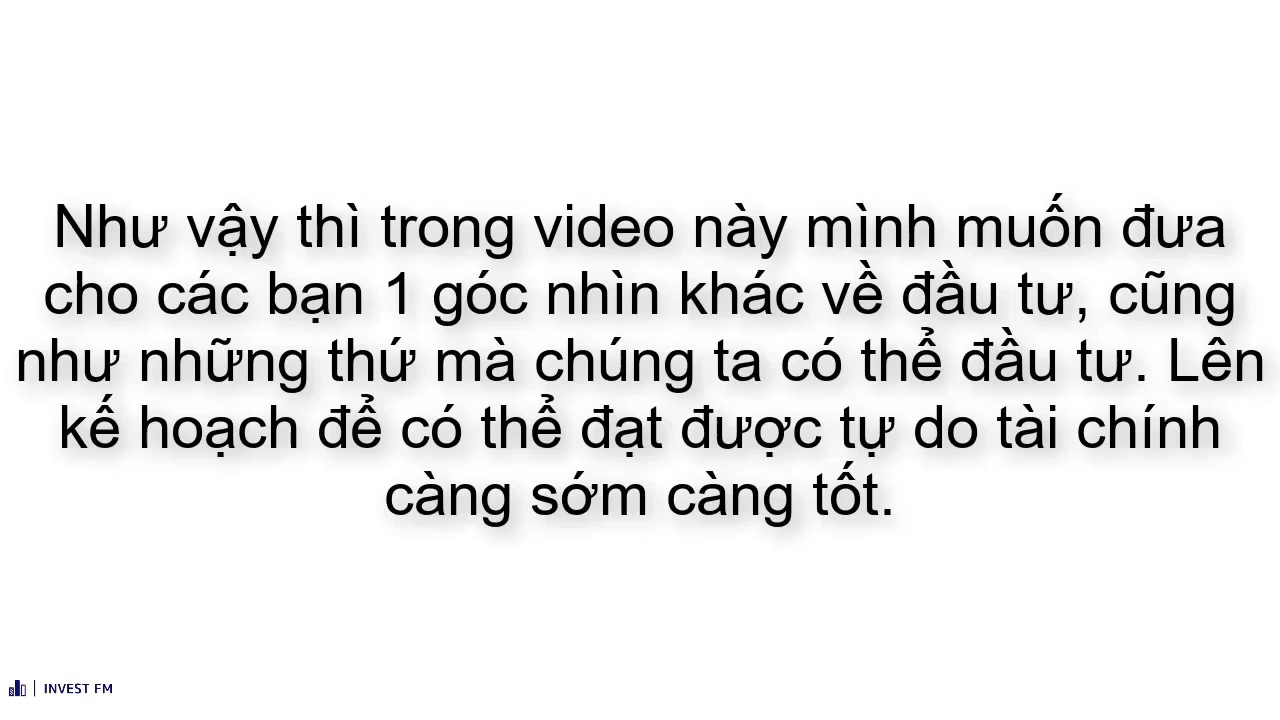 Như vậy thì trong video này mình muốn đưa
cho các bạn 1 góc nhìn khác về đầu tư, cũng
như những thứ mà chúng ta có thể đầu tư. Lên
kế hoạch để có thể đạt được tự do tài chính
càng sớm càng tốt.
INVEST FM